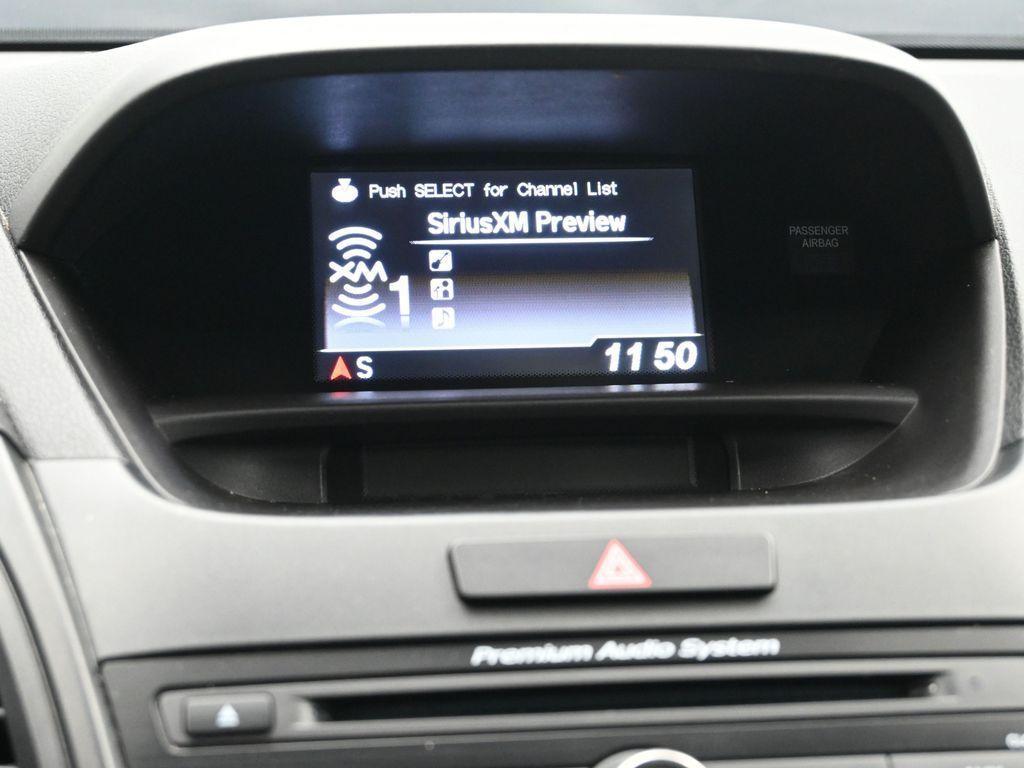 Push SELECT for Channel List
SiriusXM Preview
XM
1
S
11 50
PASSENGER
AIRBAG
Premium Audio System